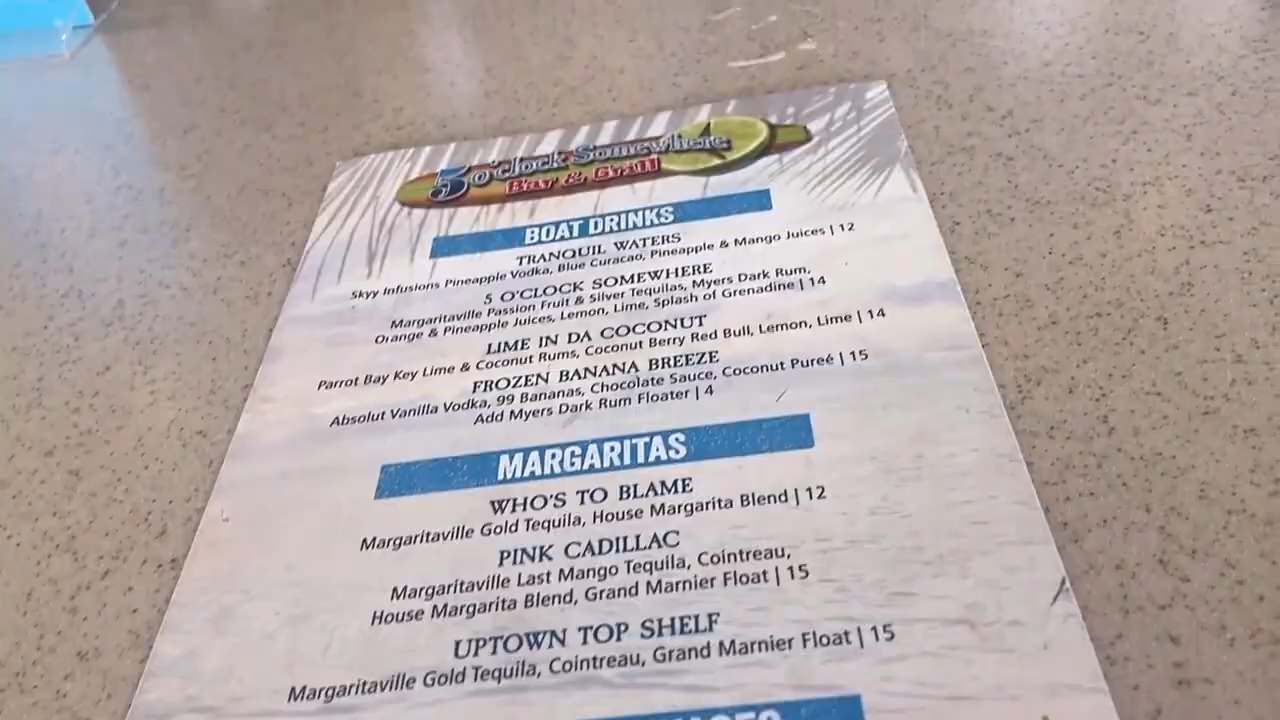 5 o'clock Somewhere
Bar & Grill
BOAT DRINKS
TRANQUIL WATERS
Skyy Infusions Pineapple Vodka, Blue Curacao, Pineapple & Mango Juices | 12
5 O'CLOCK SOMEWHERE
Margaritaville Passion Fruit & Silver Tequilas, Myers Dark Rum,
Orange & Pineapple Juices, Lemon, Lime, Splash of Grenadine | 14
LIME IN DA COCONUT
Parrot Bay Key Lime & Coconut Rums, Coconut Berry Red Bull, Lemon, Lime | 14
FROZEN BANANA BREEZE
Absolut Vanilla Vodka, 99 Bananas, Chocolate Sauce, Coconut Pureé | 15
Add Myers Dark Rum Floater | 4
MARGARITAS
WHO'S TO BLAME
Margaritaville Gold Tequila, House Margarita Blend | 12
PINK CADILLAC
Margaritaville Last Mango Tequila, Cointreau,
House Margarita Blend, Grand Marnier Float | 15
UPTOWN TOP SHELF
Margaritaville Gold Tequila, Cointreau, Grand Marnier Float | 15